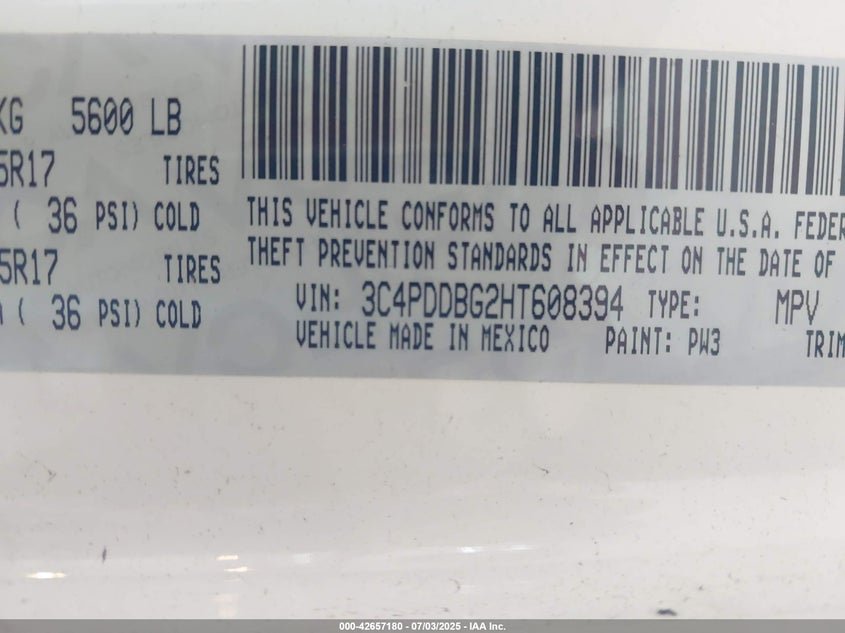 KG 5600 LB
5R17 TIRES
( 36 PSI) COLD
5R17 TIRES
( 36 PSI) COLD
THIS VEHICLE CONFORMS TO ALL APPLICABLE U.S.A. FEDER
THEFT PREVENTION STANDARDS IN EFFECT ON THE DATE OF
VIN: 3C4PDDBG2HT608394 TYPE: MPV
VEHICLE MADE IN MEXICO PAINT: PW3 TRIM
000-42657180 - 07/03/2025 - IAA Inc.